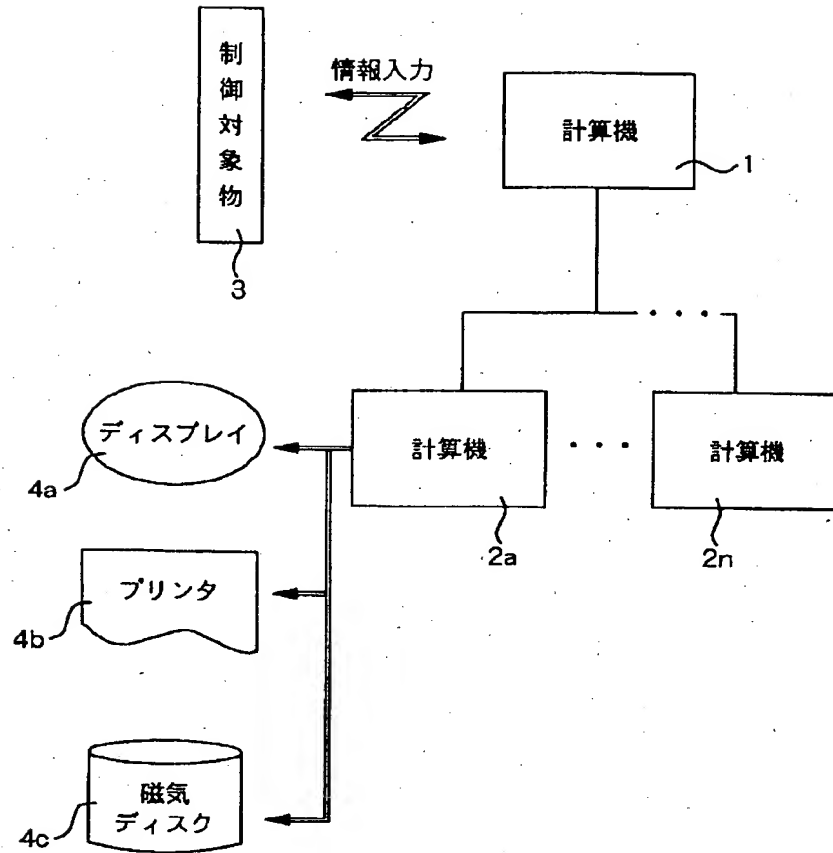 制御対象物
3
情報入力
計算機
1
ディスプレイ
4a
計算機
2a
・・・
計算機
2n
プリンタ
4b
磁気
ディスク
4c